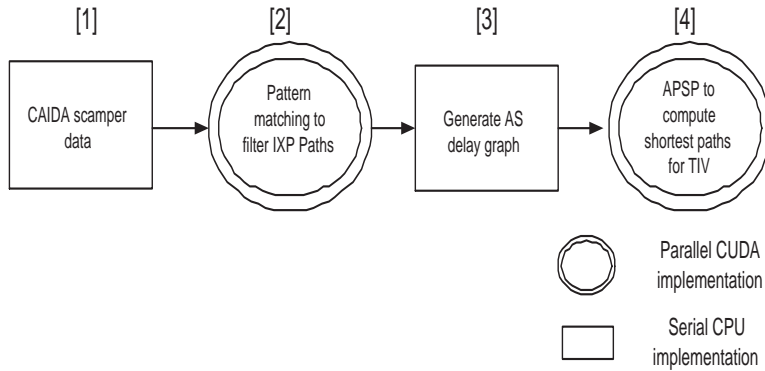 [1]
[2]
[3]
[4]
CAIDA scamper
data
Pattern
matching to
filter IXP Paths
Generate AS
delay graph
APSP to
compute
shortest paths
for TIV
Parallel CUDA
implementation
Serial CPU
implementation